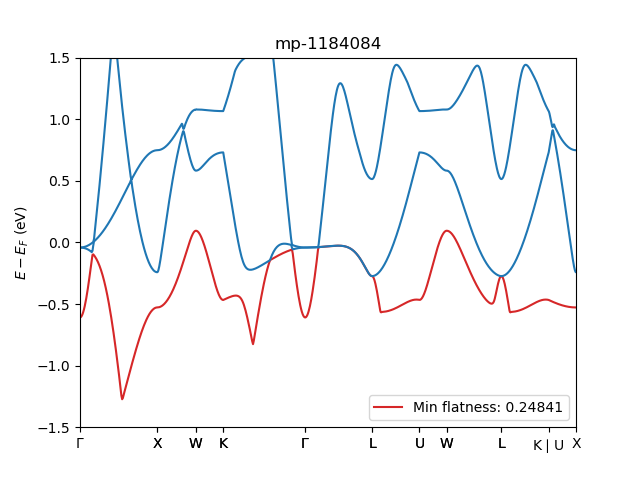 mp-1184084
E − E_F (eV)
1.5
1.0
0.5
0.0
−0.5
−1.0
−1.5
Min flatness: 0.24841
Γ X W K Γ L U W L K | U X